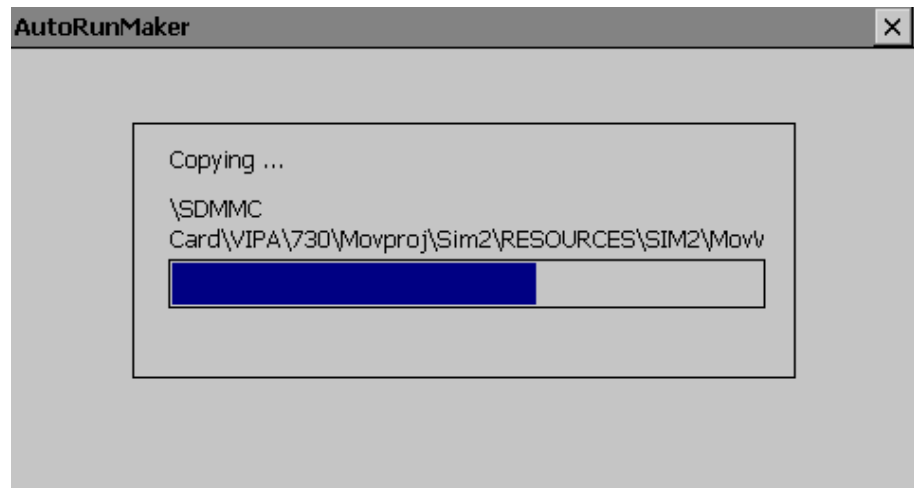 AutoRunMaker
Copying ...
\SDMMC
Card\VIPA\730\Movproj\Sim2\RESOURCES\SIM2\Mov